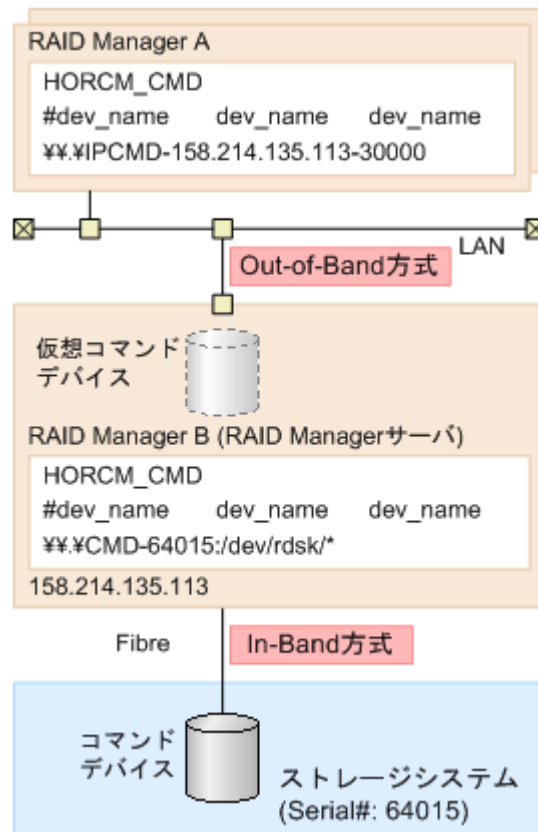 RAID Manager A
HORCM_CMD
#dev_name dev_name dev_name
¥¥.¥IPCMD-158.214.135.113-30000
LAN
Out-of-Band方式
仮想コマンド
デバイス
RAID Manager B (RAID Managerサーバ)
HORCM_CMD
#dev_name dev_name dev_name
¥¥.¥CMD-64015:/dev/rdsk/*
158.214.135.113
Fibre
In-Band方式
コマンド
デバイス
ストレージシステム
(Serial#: 64015)